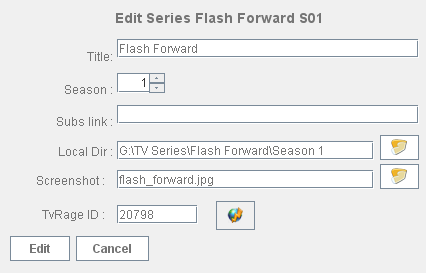 Edit Series Flash Forward S01
Title: Flash Forward
Season : 1
Subs link :
Local Dir : G:\TV Series\Flash Forward\Season 1
Screenshot : flash_forward.jpg
TvRage ID : 20798
Edit Cancel